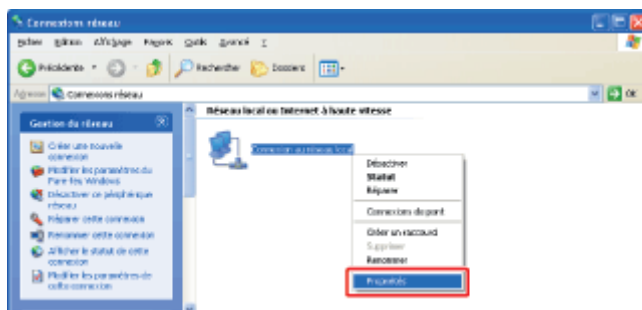 Connexions réseau
Fichier Edition Affichage Favoris Outils Avancé ?
Précédente Rechercher Dossiers
Adresse Connexions réseau OK
Réseau local ou Internet à haute vitesse
Gestion du réseau
Créer une nouvelle
connexion
Modifier les paramètres du
Pare-feu Windows
Désactiver ce périphérique
réseau
Réparer cette connexion
Renommer cette connexion
Afficher le statut de cette
connexion
Modifier les paramètres de
cette connexion
Connexion au réseau local
Désactiver
Statut
Réparer
Connexions de pont
Créer un raccourci
Supprimer
Renommer
Propriétés